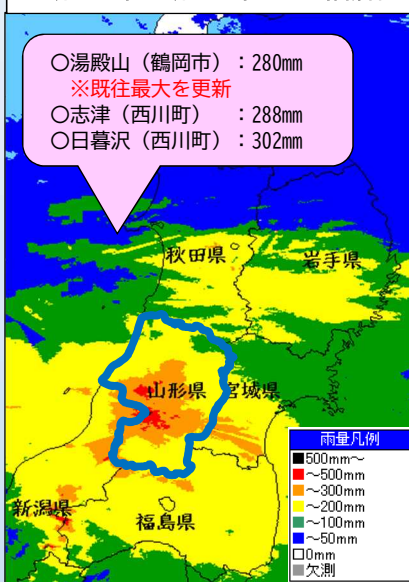 ○湯殿山（鶴岡市）：280㎜
※既往最大を更新
○志津（西川町）　：288㎜
○日暮沢（西川町）：302㎜
秋田県
岩手県
山形県
宮城県
新潟県
福島県
雨量凡例
500mm～
～500mm
～300mm
～200mm
～100mm
～50mm
0mm
欠測